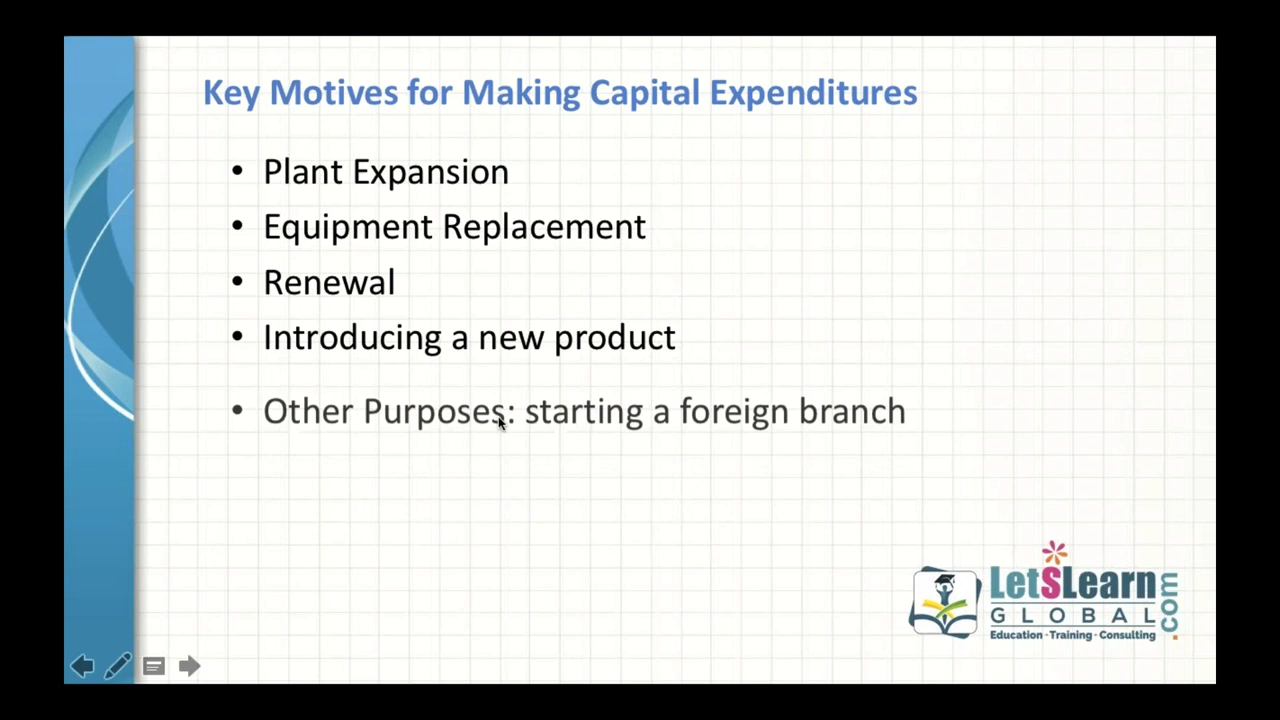 Key Motives for Making Capital Expenditures
• Plant Expansion
• Equipment Replacement
• Renewal
• Introducing a new product
• Other Purposes: starting a foreign branch
LetSLearn
GLOBAL
.com
Education · Training · Consulting